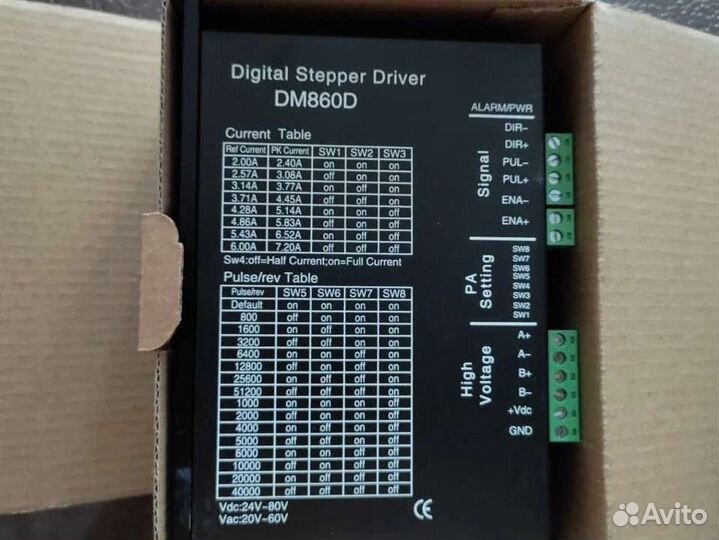 Digital Stepper Driver
DM860D
Current Table
Ref Current PK Current SW1 SW2 SW3
2.00A 2.40A on on on
2.57A 3.08A off on on
3.14A 3.77A on off on
3.71A 4.45A off off on
4.28A 5.14A on on off
4.86A 5.83A off on off
5.43A 6.52A on off off
6.00A 7.20A off off off
Sw4:off=Half Current;on=Full Current
Pulse/rev Table
Pulse/rev SW5 SW6 SW7 SW8
Default on on on on
800 off on on on
1600 on off on on
3200 off off on on
6400 on on off on
12800 off on off on
25600 on off off on
51200 off off off on
1000 on on on off
2000 off on on off
4000 on off on off
5000 off off on off
8000 on on off off
10000 off on off off
20000 on off off off
40000 off off off off
Vdc:24V~80V
Vac:20V~60V
CE
ALARM/PWR
Signal
DIR-
DIR+
PUL-
PUL+
ENA-
ENA+
PA
Setting
SW8
SW7
SW6
SW5
SW4
SW3
SW2
SW1
High
Voltage
A+
A-
B+
B-
+Vdc
GND
Avito